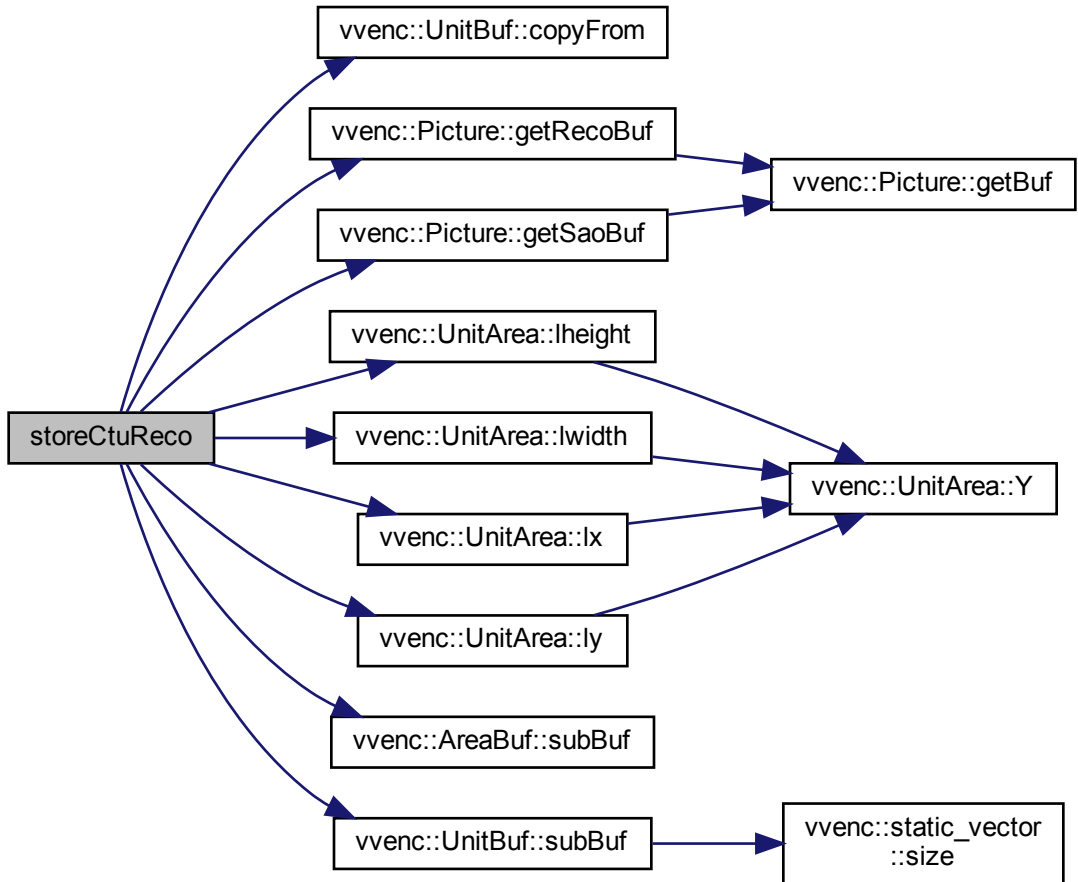 vvenc::UnitBuf::copyFrom
vvenc::Picture::getRecoBuf
vvenc::Picture::getBuf
vvenc::Picture::getSaoBuf
vvenc::UnitArea::lheight
storeCtuReco
vvenc::UnitArea::lwidth
vvenc::UnitArea::Y
vvenc::UnitArea::lx
vvenc::UnitArea::ly
vvenc::AreaBuf::subBuf
vvenc::UnitBuf::subBuf
vvenc::static_vector
::size